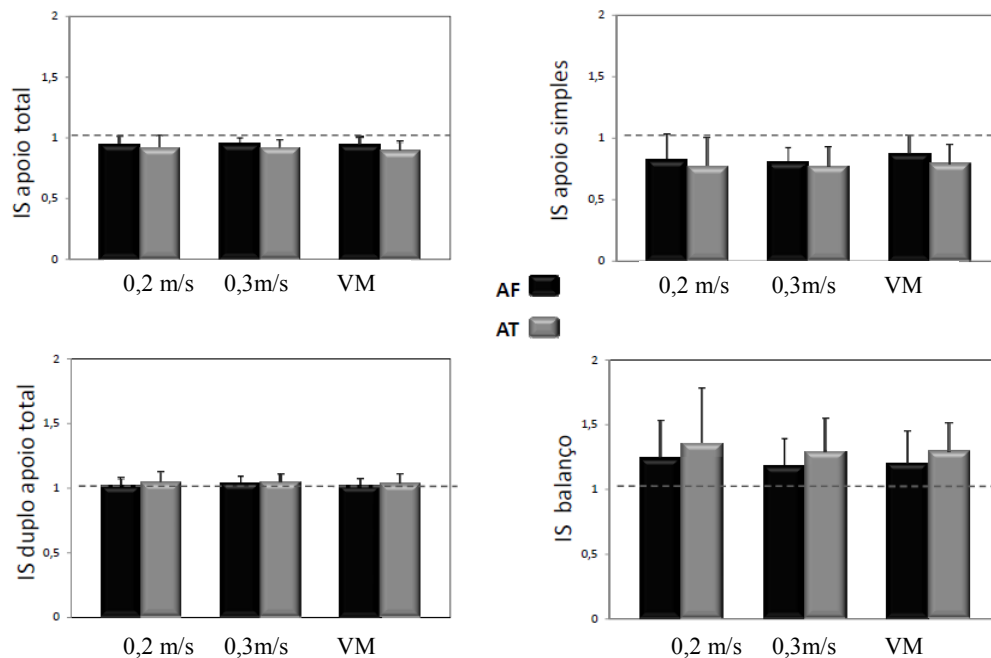 IS apoio total
2
1,5
1
0,5
0
0,2 m/s 0,3m/s VM
IS apoio simples
2
1,5
1
0,5
0
0,2 m/s 0,3m/s VM
AF
AT
IS duplo apoio total
2
1,5
1
0,5
0
0,2 m/s 0,3m/s VM
IS balanço
2
1,5
1
0,5
0
0,2 m/s 0,3m/s VM